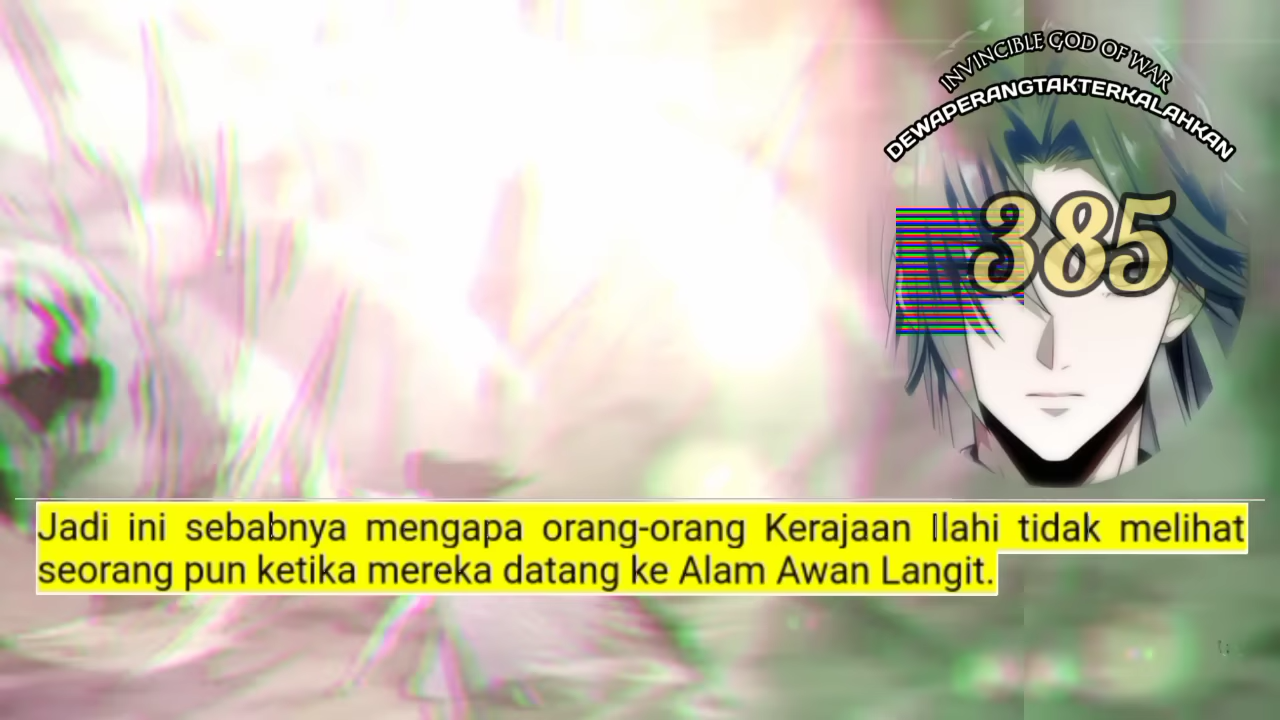 INVINCIBLE GOD OF WAR
DEWAPERANGTAKTERKALAHKAN
385
Jadi ini sebabnya mengapa orang-orang Kerajaan Ilahi tidak melihat
seorang pun ketika mereka datang ke Alam Awan Langit.